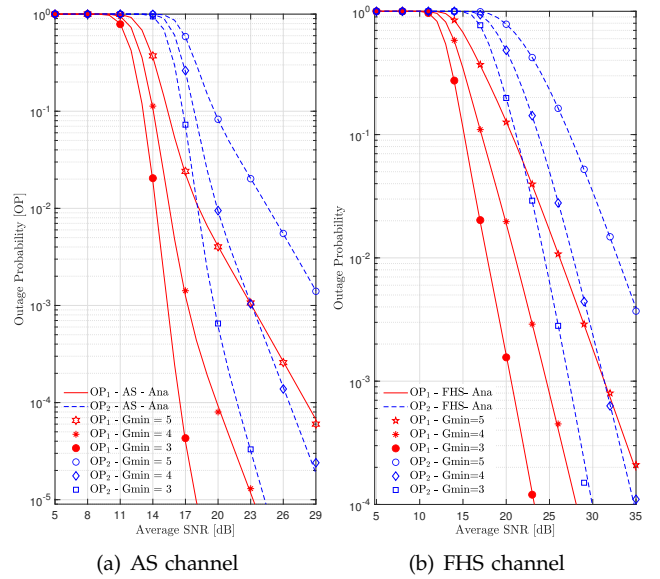 10^0
10^-1
10^-2
10^-3
10^-4
10^-5
Outage Probability [OP]
OP1 - AS - Ana
OP2 - AS - Ana
OP1 - Gmin = 5
OP1 - Gmin = 4
OP1 - Gmin = 3
OP2 - Gmin = 5
OP2 - Gmin = 4
OP2 - Gmin = 3
5 8 11 14 17 20 23 26 29
Average SNR [dB]
(a) AS channel
10^0
10^-1
10^-2
10^-3
10^-4
Outage Probability
OP1 - FHS- Ana
OP2 - FHS- Ana
OP1 - Gmin=5
OP1 - Gmin=4
OP1 - Gmin=3
OP2 - Gmin=5
OP2 - Gmin=4
OP2 - Gmin=3
5 10 15 20 25 30 35
Average SNR [dB]
(b) FHS channel